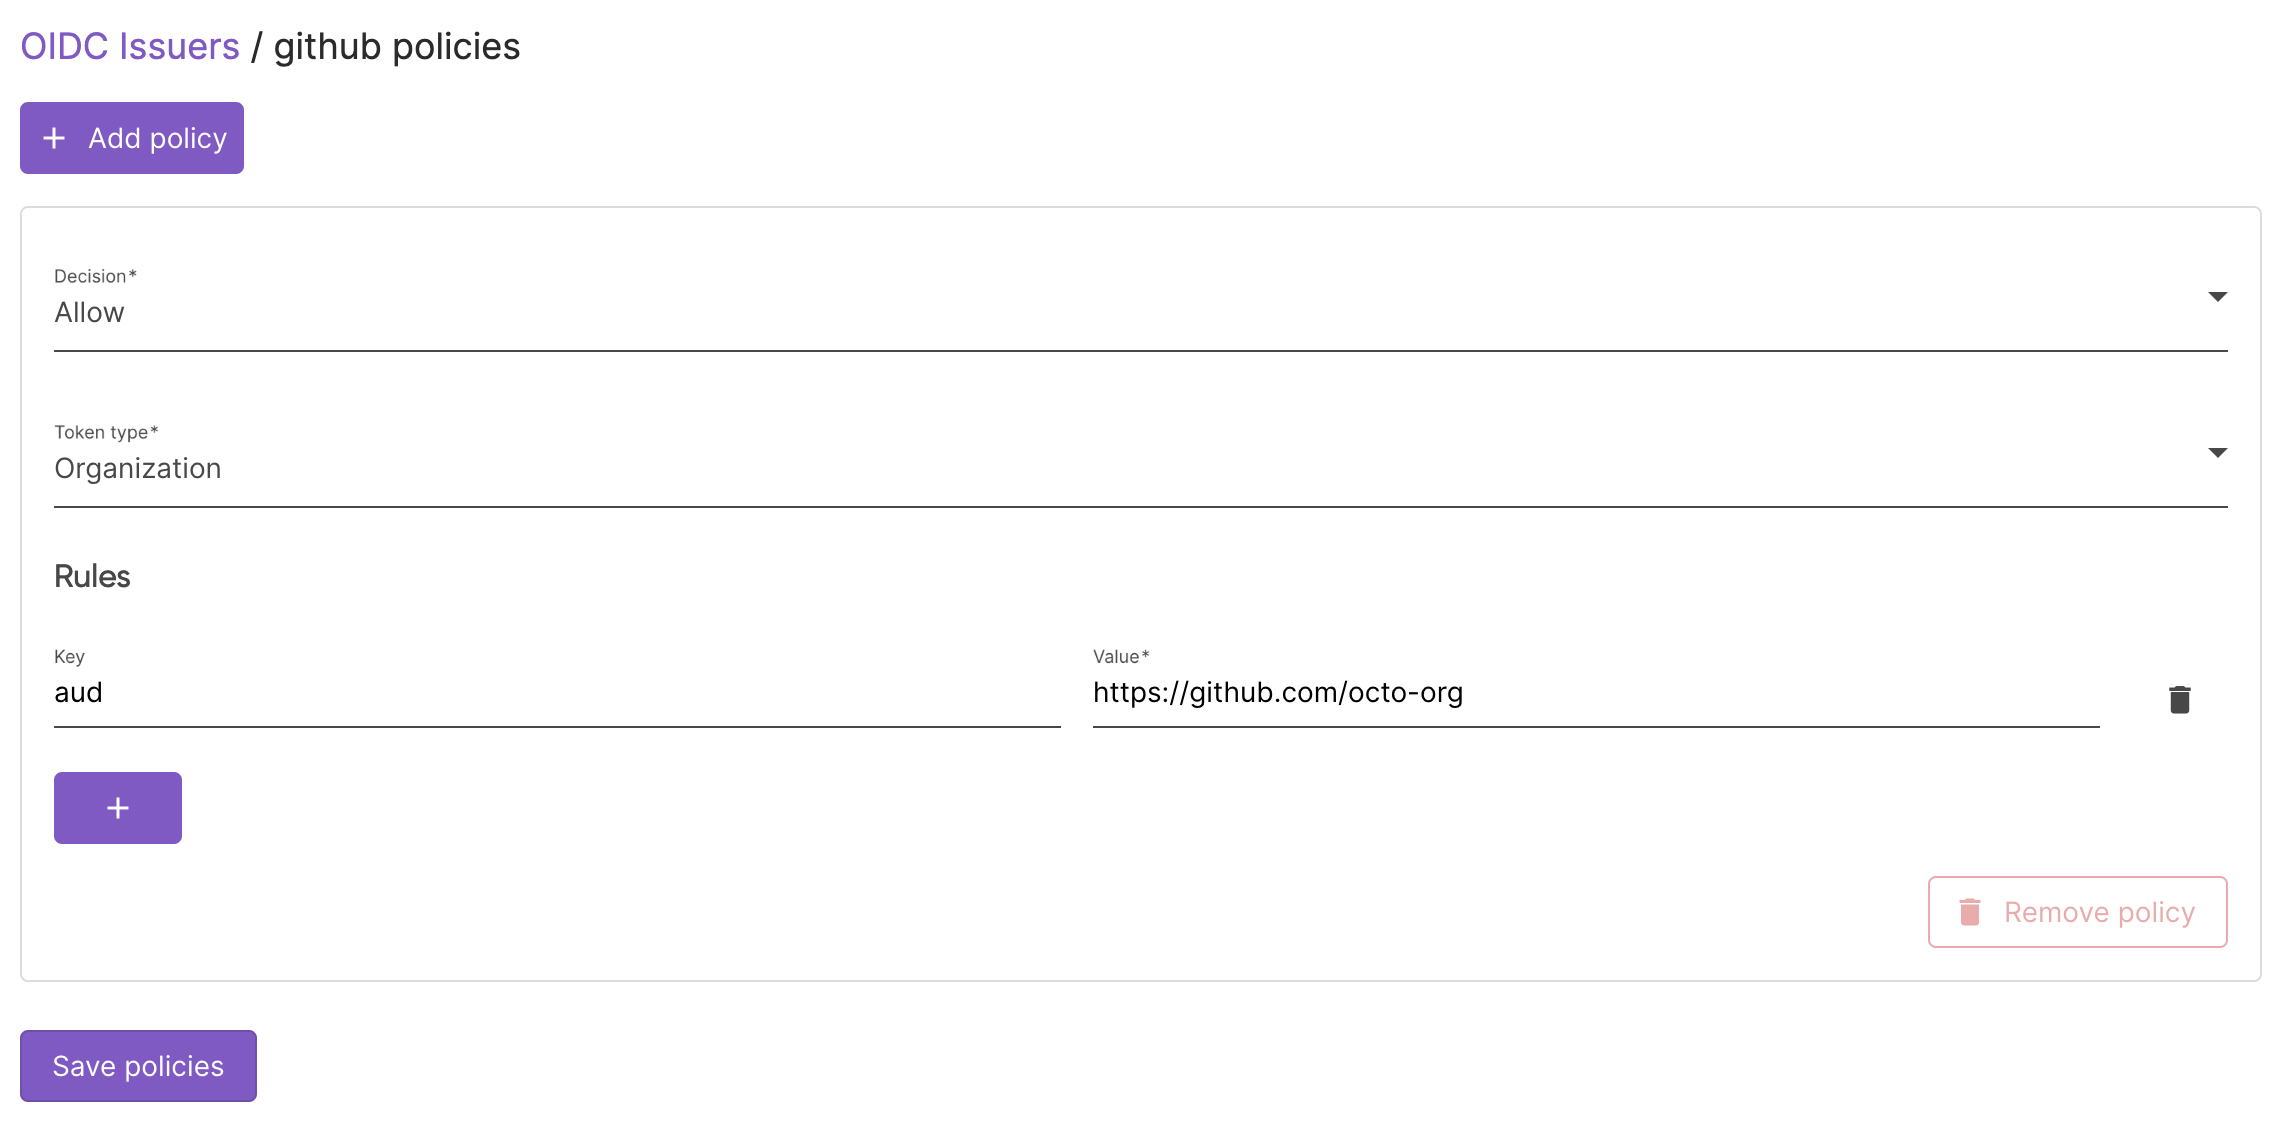 OIDC Issuers / github policies
+ Add policy
Decision*
Allow
Token type*
Organization
Rules
Key
aud
Value*
https://github.com/octo-org
+
Remove policy
Save policies